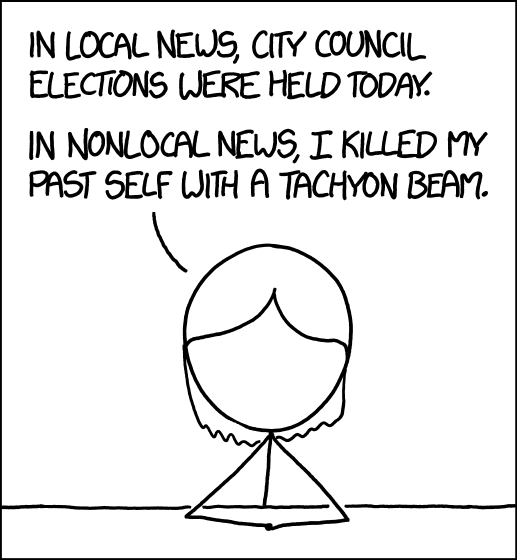 IN LOCAL NEWS, CITY COUNCIL
ELECTIONS WERE HELD TODAY.
IN NONLOCAL NEWS, I KILLED MY
PAST SELF WITH A TACHYON BEAM.